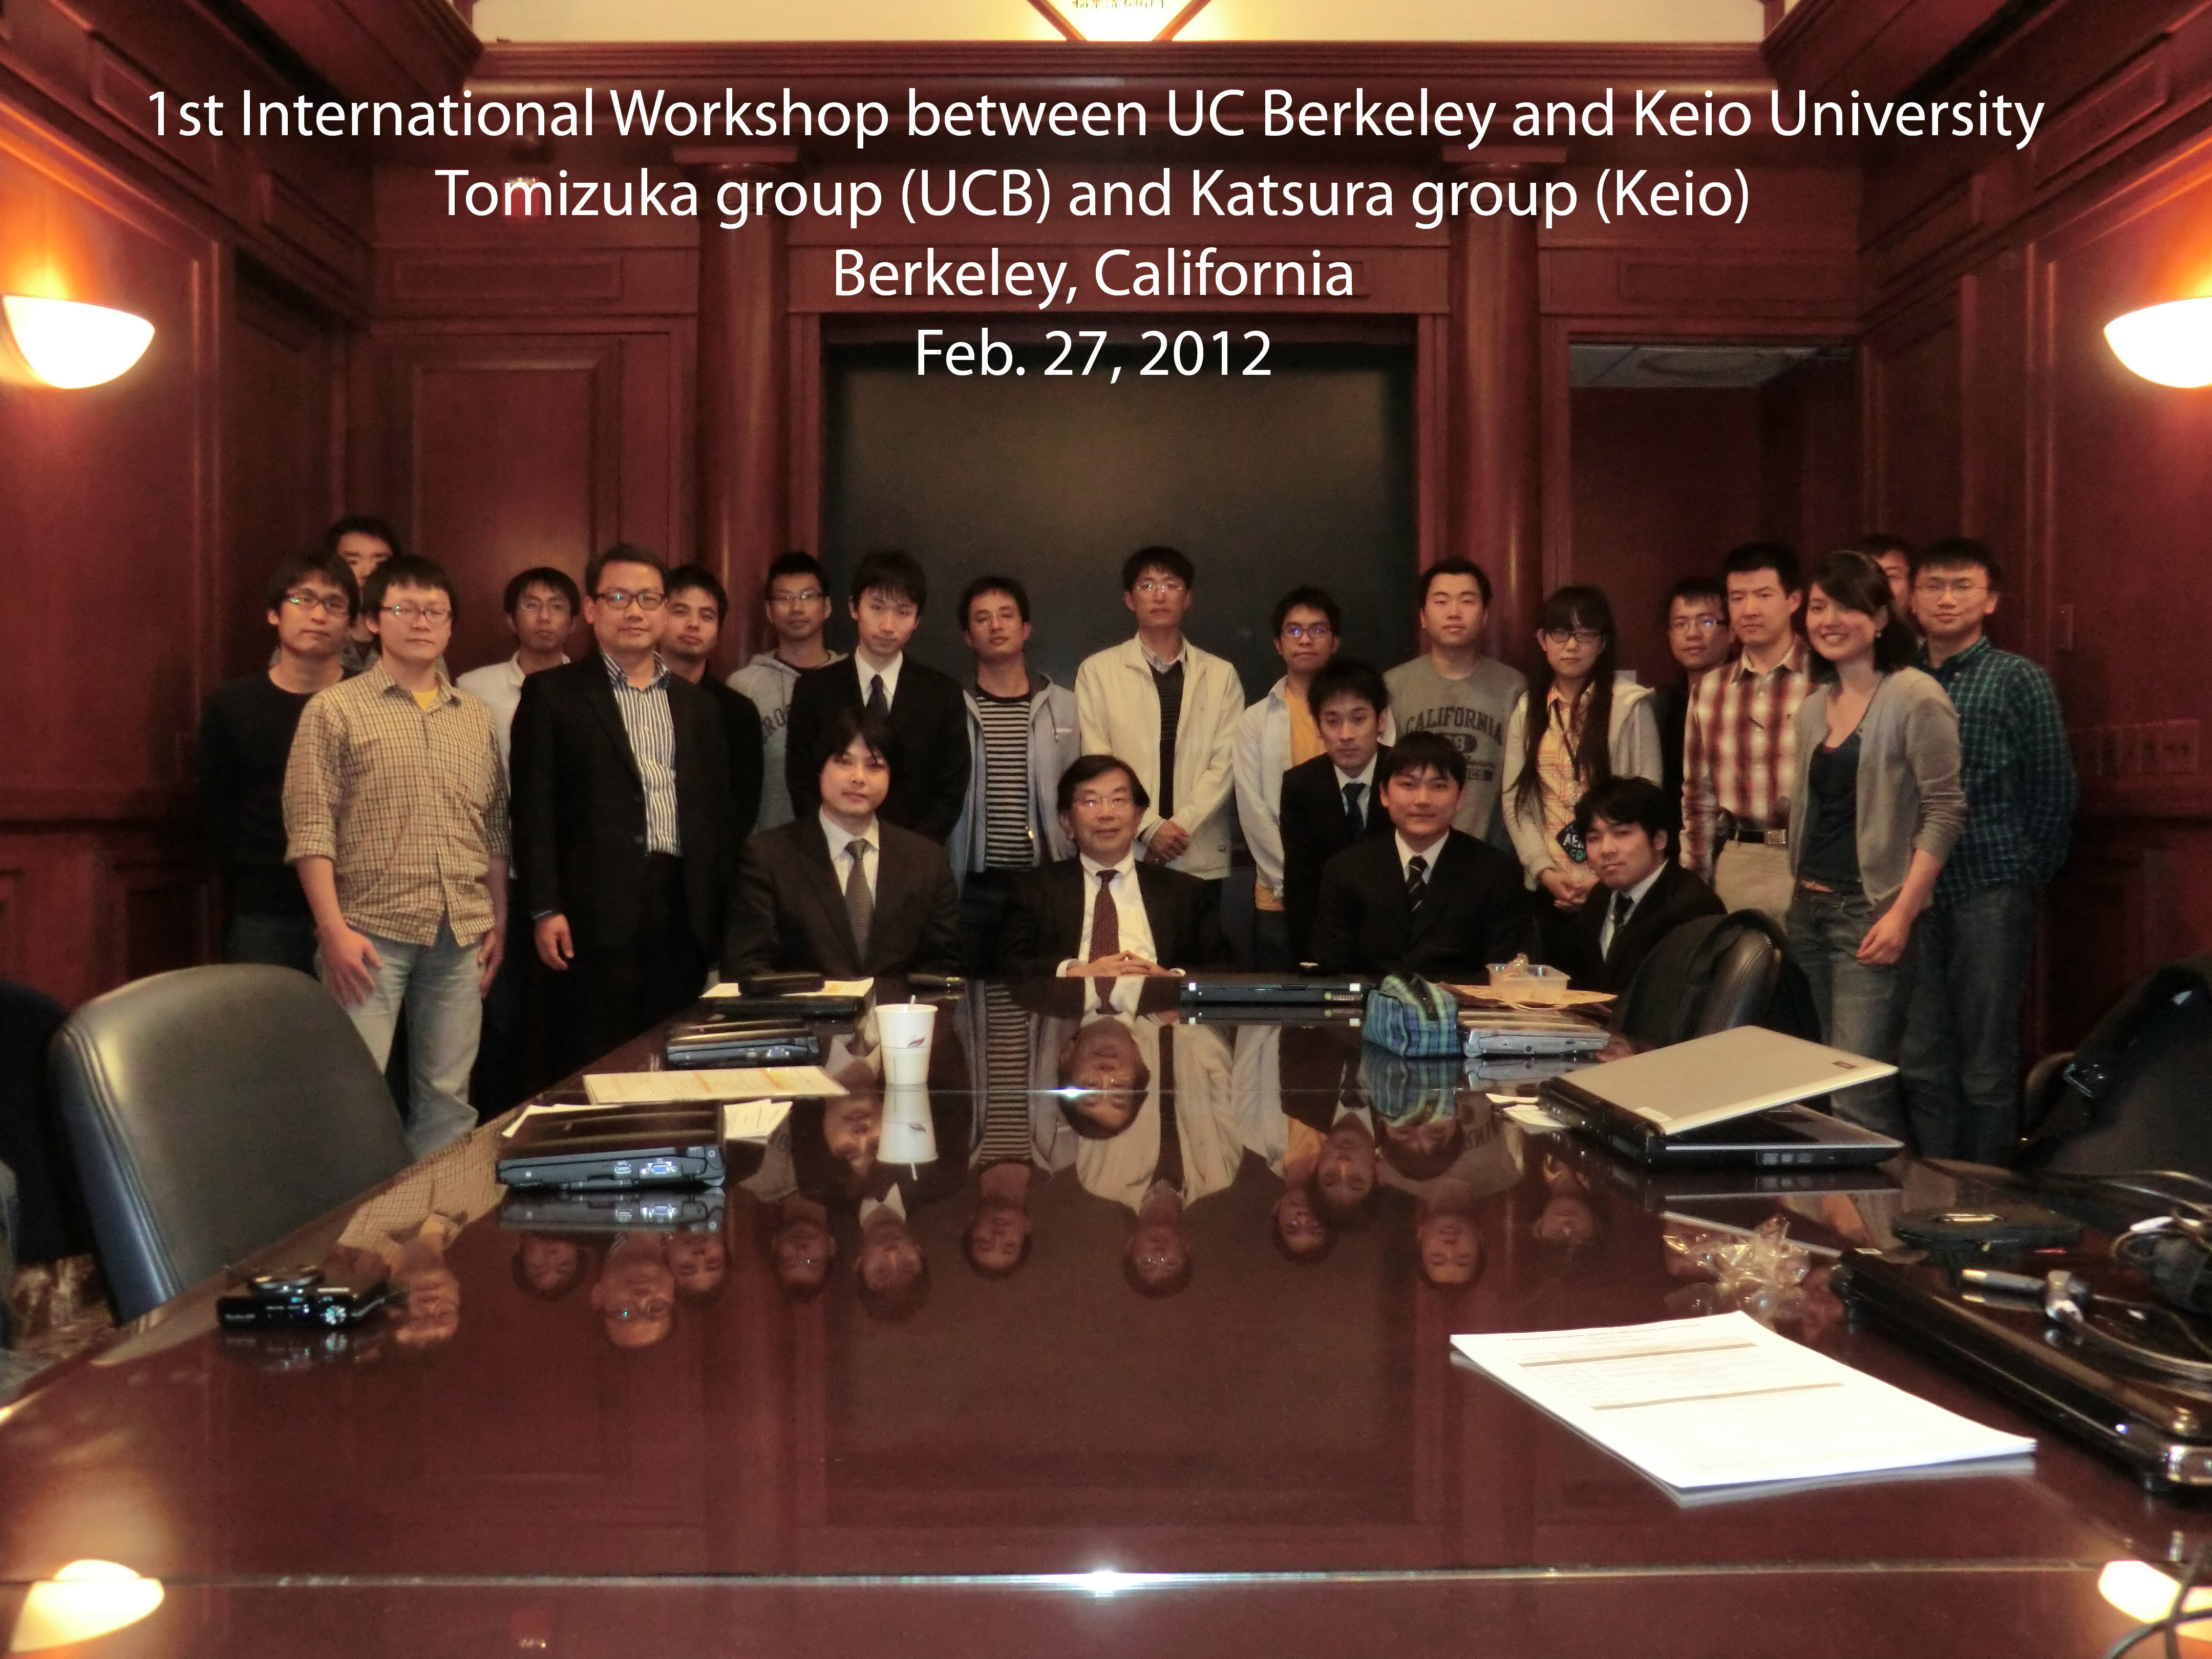 1st International Workshop between UC Berkeley and Keio University
Tomizuka group (UCB) and Katsura group (Keio)
Berkeley, California
Feb. 27, 2012
CALIFORNIA